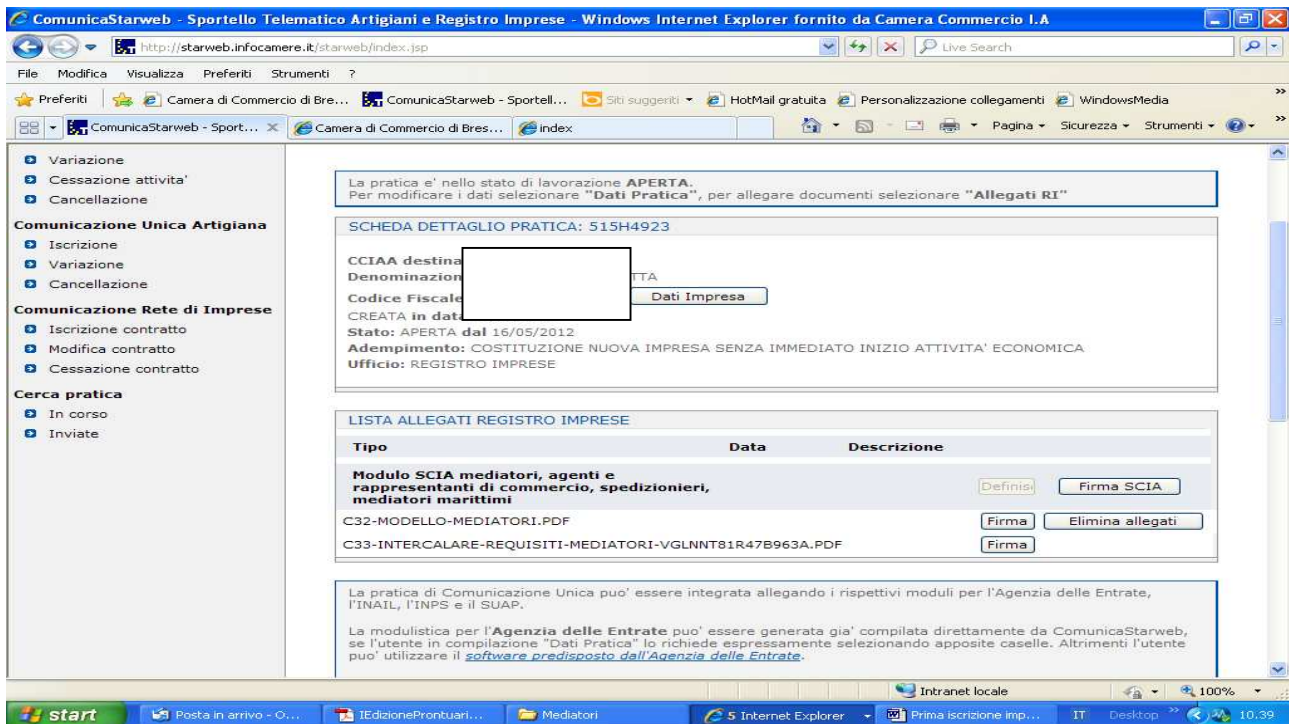 ComunicaStarweb - Sportello Telematico Artigiani e Registro Imprese - Windows Internet Explorer fornito da Camera Commercio I.A
http://starweb.infocamere.it/starweb/index.jsp
Live Search
File Modifica Visualizza Preferiti Strumenti ?
Preferiti Camera di Commercio di Bre... ComunicaStarweb - Sportell... Siti suggeriti HotMail gratuita Personalizzazione collegamenti WindowsMedia
ComunicaStarweb - Sport... Camera di Commercio di Bres... index Pagina Sicurezza Strumenti
Variazione
Cessazione attivita'
Cancellazione
Comunicazione Unica Artigiana
Iscrizione
Variazione
Cancellazione
Comunicazione Rete di Imprese
Iscrizione contratto
Modifica contratto
Cessazione contratto
Cerca pratica
In corso
Inviate
La pratica e' nello stato di lavorazione APERTA.
Per modificare i dati selezionare "Dati Pratica", per allegare documenti selezionare "Allegati RI"
SCHEDA DETTAGLIO PRATICA: 515H4923
CCIAA destina
Denominazion TTA
Codice Fiscale Dati Impresa
CREATA in data
Stato: APERTA dal 16/05/2012
Adempimento: COSTITUZIONE NUOVA IMPRESA SENZA IMMEDIATO INIZIO ATTIVITA' ECONOMICA
Ufficio: REGISTRO IMPRESE
LISTA ALLEGATI REGISTRO IMPRESE
Tipo Data Descrizione
Modulo SCIA mediatori, agenti e
rappresentanti di commercio, spedizionieri,
mediatori marittimi
Definis Firma SCIA
C32-MODELLO-MEDIATORI.PDF Firma Elimina allegati
C33-INTERCALARE-REQUISITI-MEDIATORI-VGLNNT81R47B963A.PDF Firma
La pratica di Comunicazione Unica puo' essere integrata allegando i rispettivi moduli per l'Agenzia delle Entrate,
l'INAIL, l'INPS e il SUAP.
La modulistica per l'Agenzia delle Entrate puo' essere generata gia' compilata direttamente da ComunicaStarweb,
se l'utente in compilazione "Dati Pratica" lo richiede espressamente selezionando apposite caselle. Altrimenti l'utente
puo' utilizzare il software predisposto dall'Agenzia delle Entrate.
Intranet locale 100%
start Posta in arrivo - O... IEdizioneProntuari... Mediatori 5 Internet Explorer Prima iscrizione imp... IT Desktop 10.39